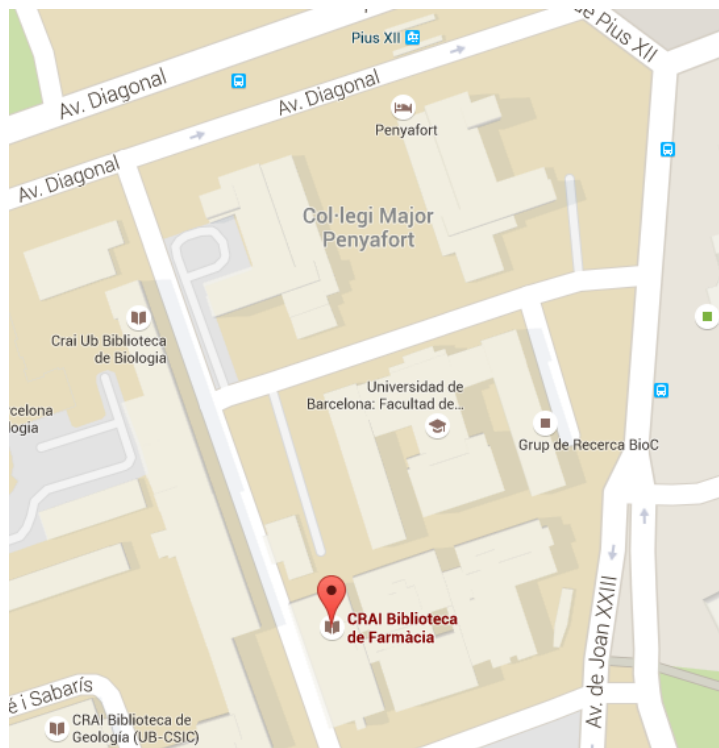 de Pius XII
Pius XII
Av. Diagonal
Av. Diagonal
Penyafort
Av. Diagonal
Col·legi Major
Penyafort
Crai Ub Biblioteca
de Biologia
Universidad de
Barcelona: Facultad de...
rcelona
logia
Grup de Recerca BioC
Av. de Joan XXIII
CRAI Biblioteca
de Farmàcia
é i Sabarís
CRAI Biblioteca de
Geología (UB-CSIC)